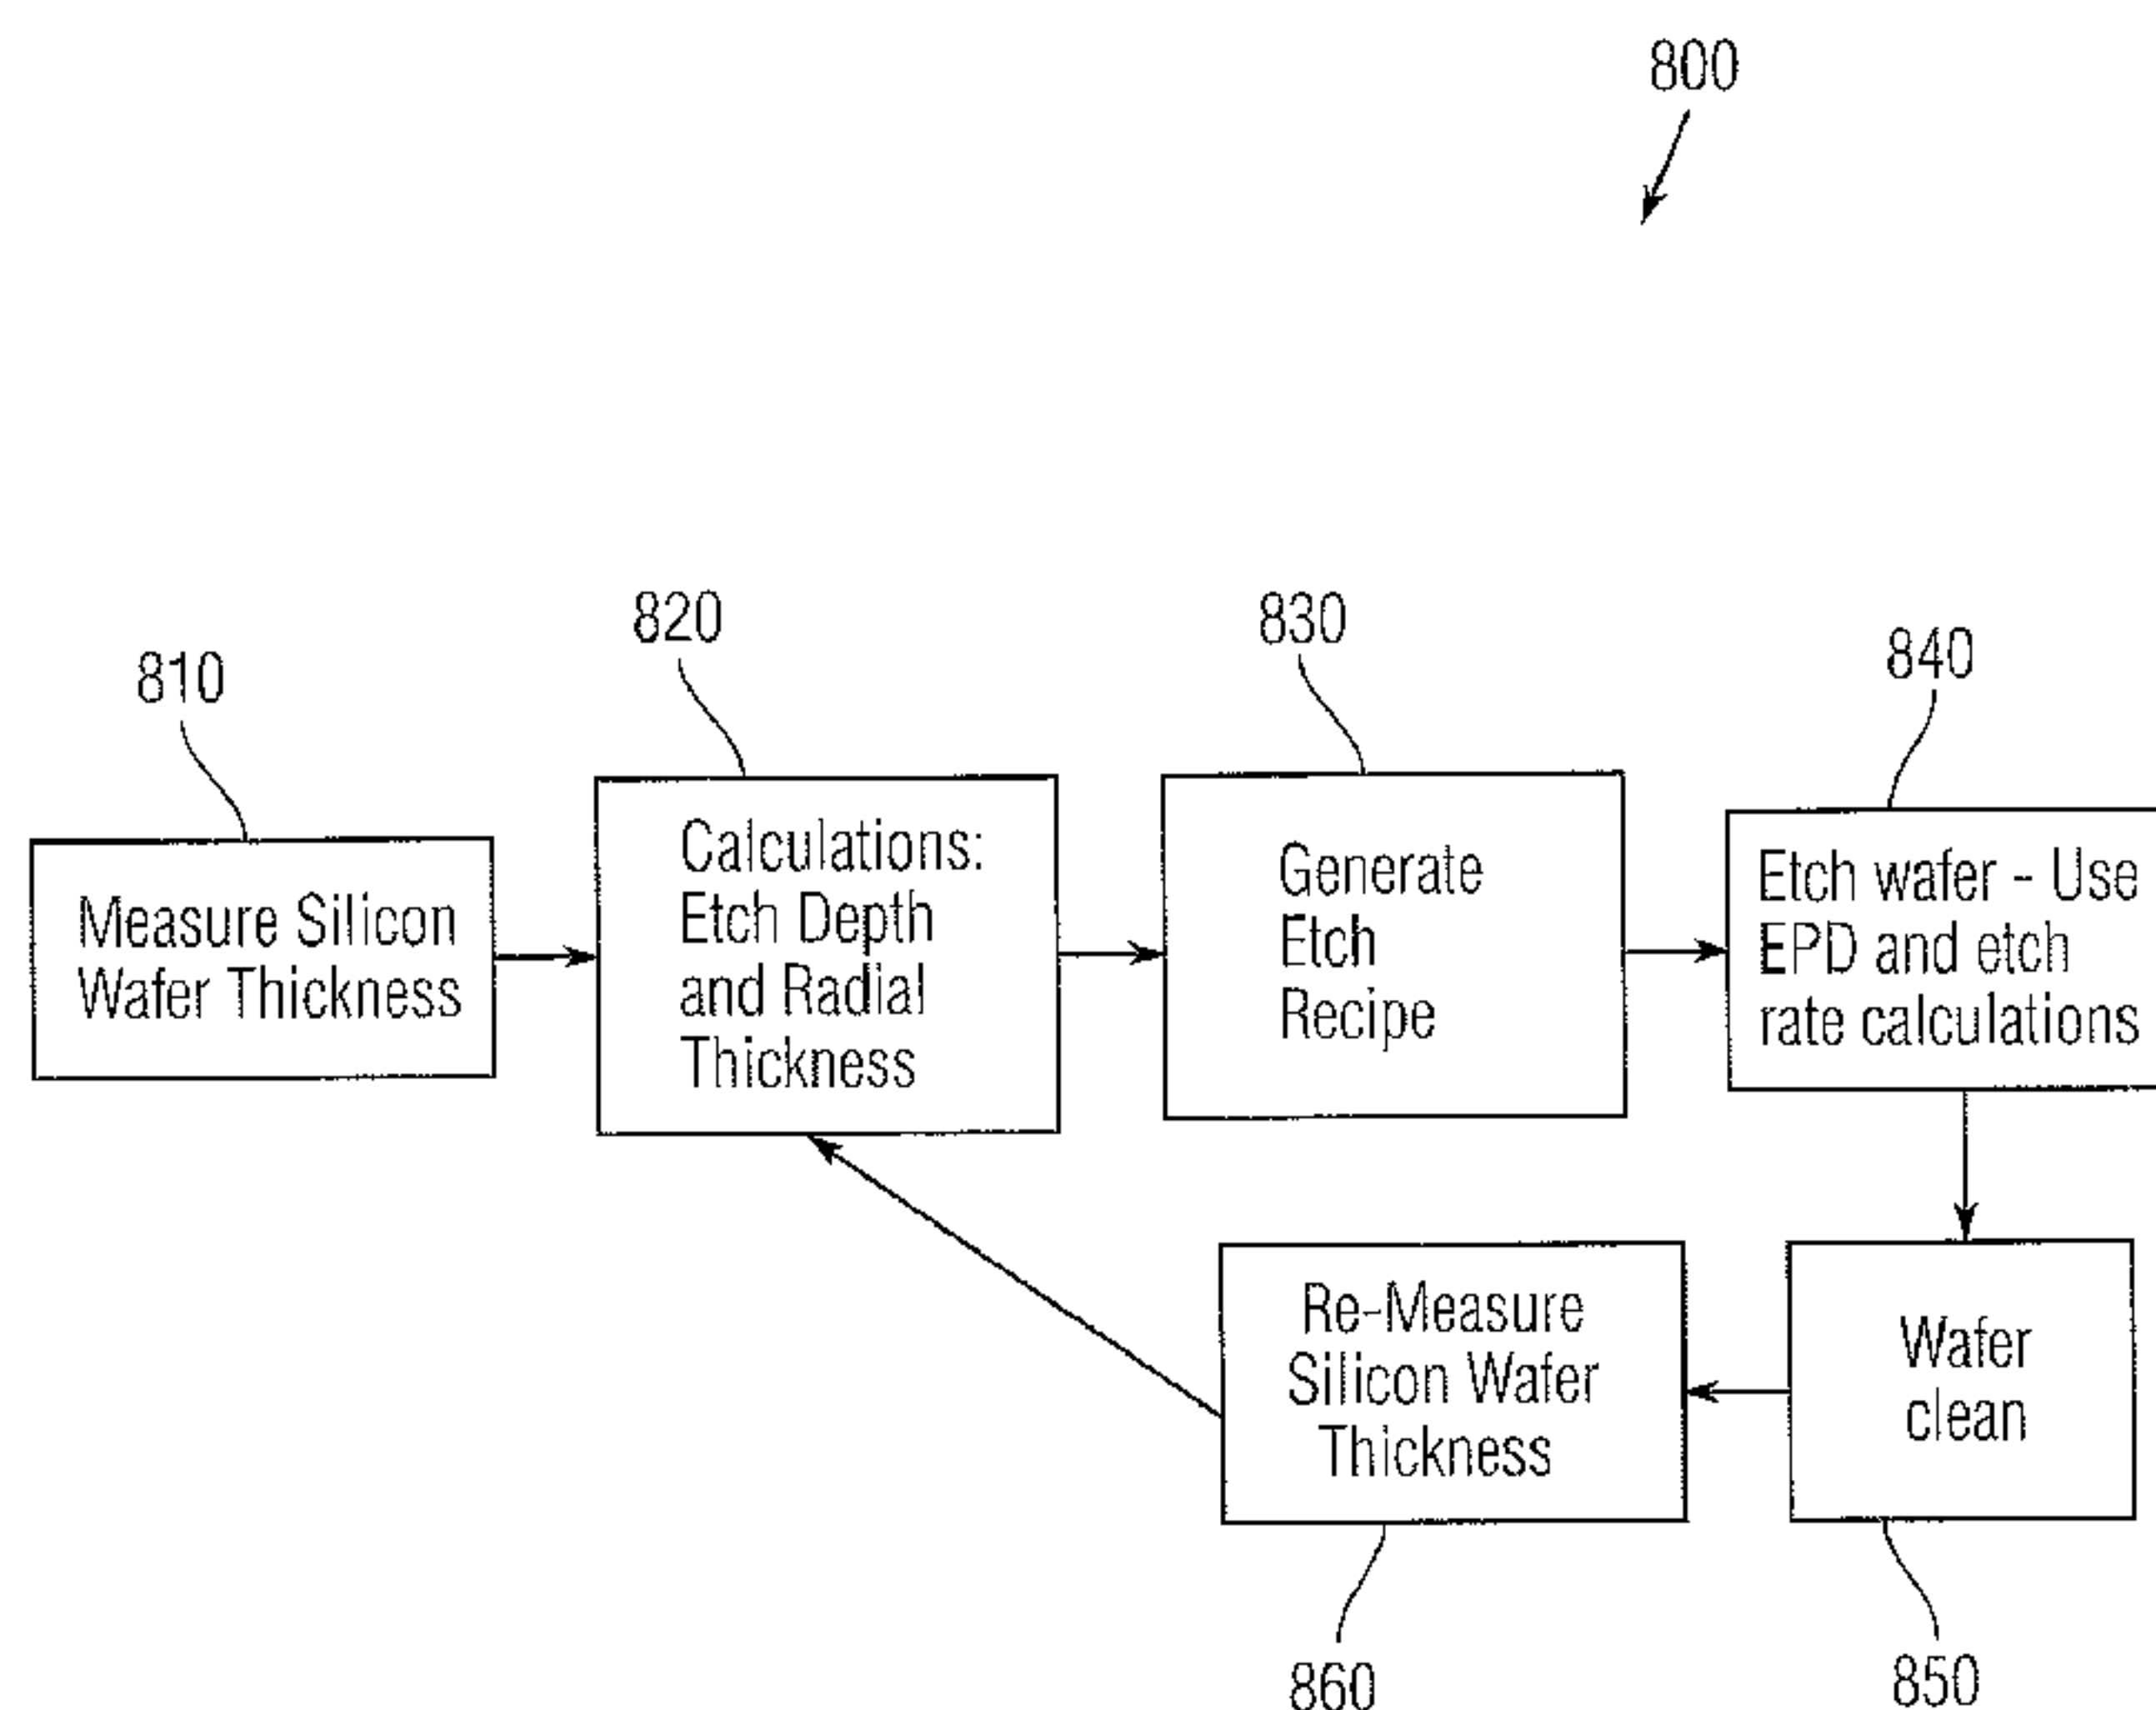 800
810
Measure Silicon
Wafer Thickness
820
Calculations:
Etch Depth
and Radial
Thickness
830
Generate
Etch
Recipe
840
Etch wafer - Use
EPD and etch
rate calculations
Re-Measure
Silicon Wafer
Thickness
860
Wafer
clean
850